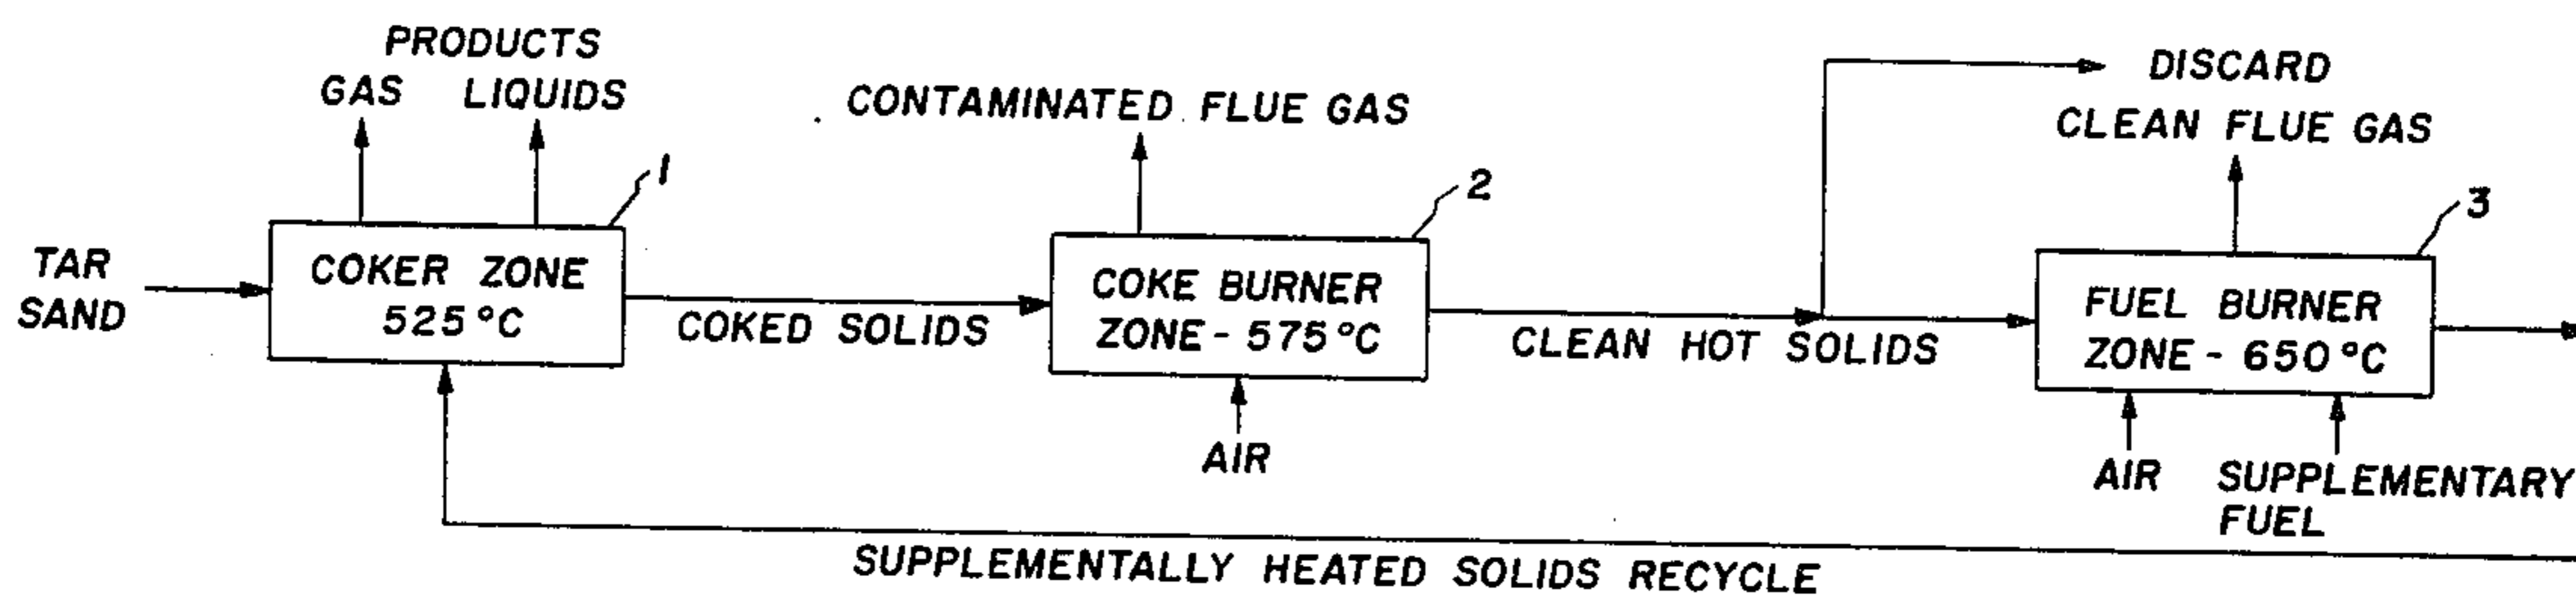 PRODUCTS
GAS LIQUIDS
1
TAR
SAND
COKER ZONE
525°C
COKED SOLIDS
CONTAMINATED FLUE GAS
2
COKE BURNER
ZONE - 575°C
AIR
CLEAN HOT SOLIDS
DISCARD
CLEAN FLUE GAS
3
FUEL BURNER
ZONE - 650°C
AIR
SUPPLEMENTARY
FUEL
SUPPLEMENTALLY HEATED SOLIDS RECYCLE